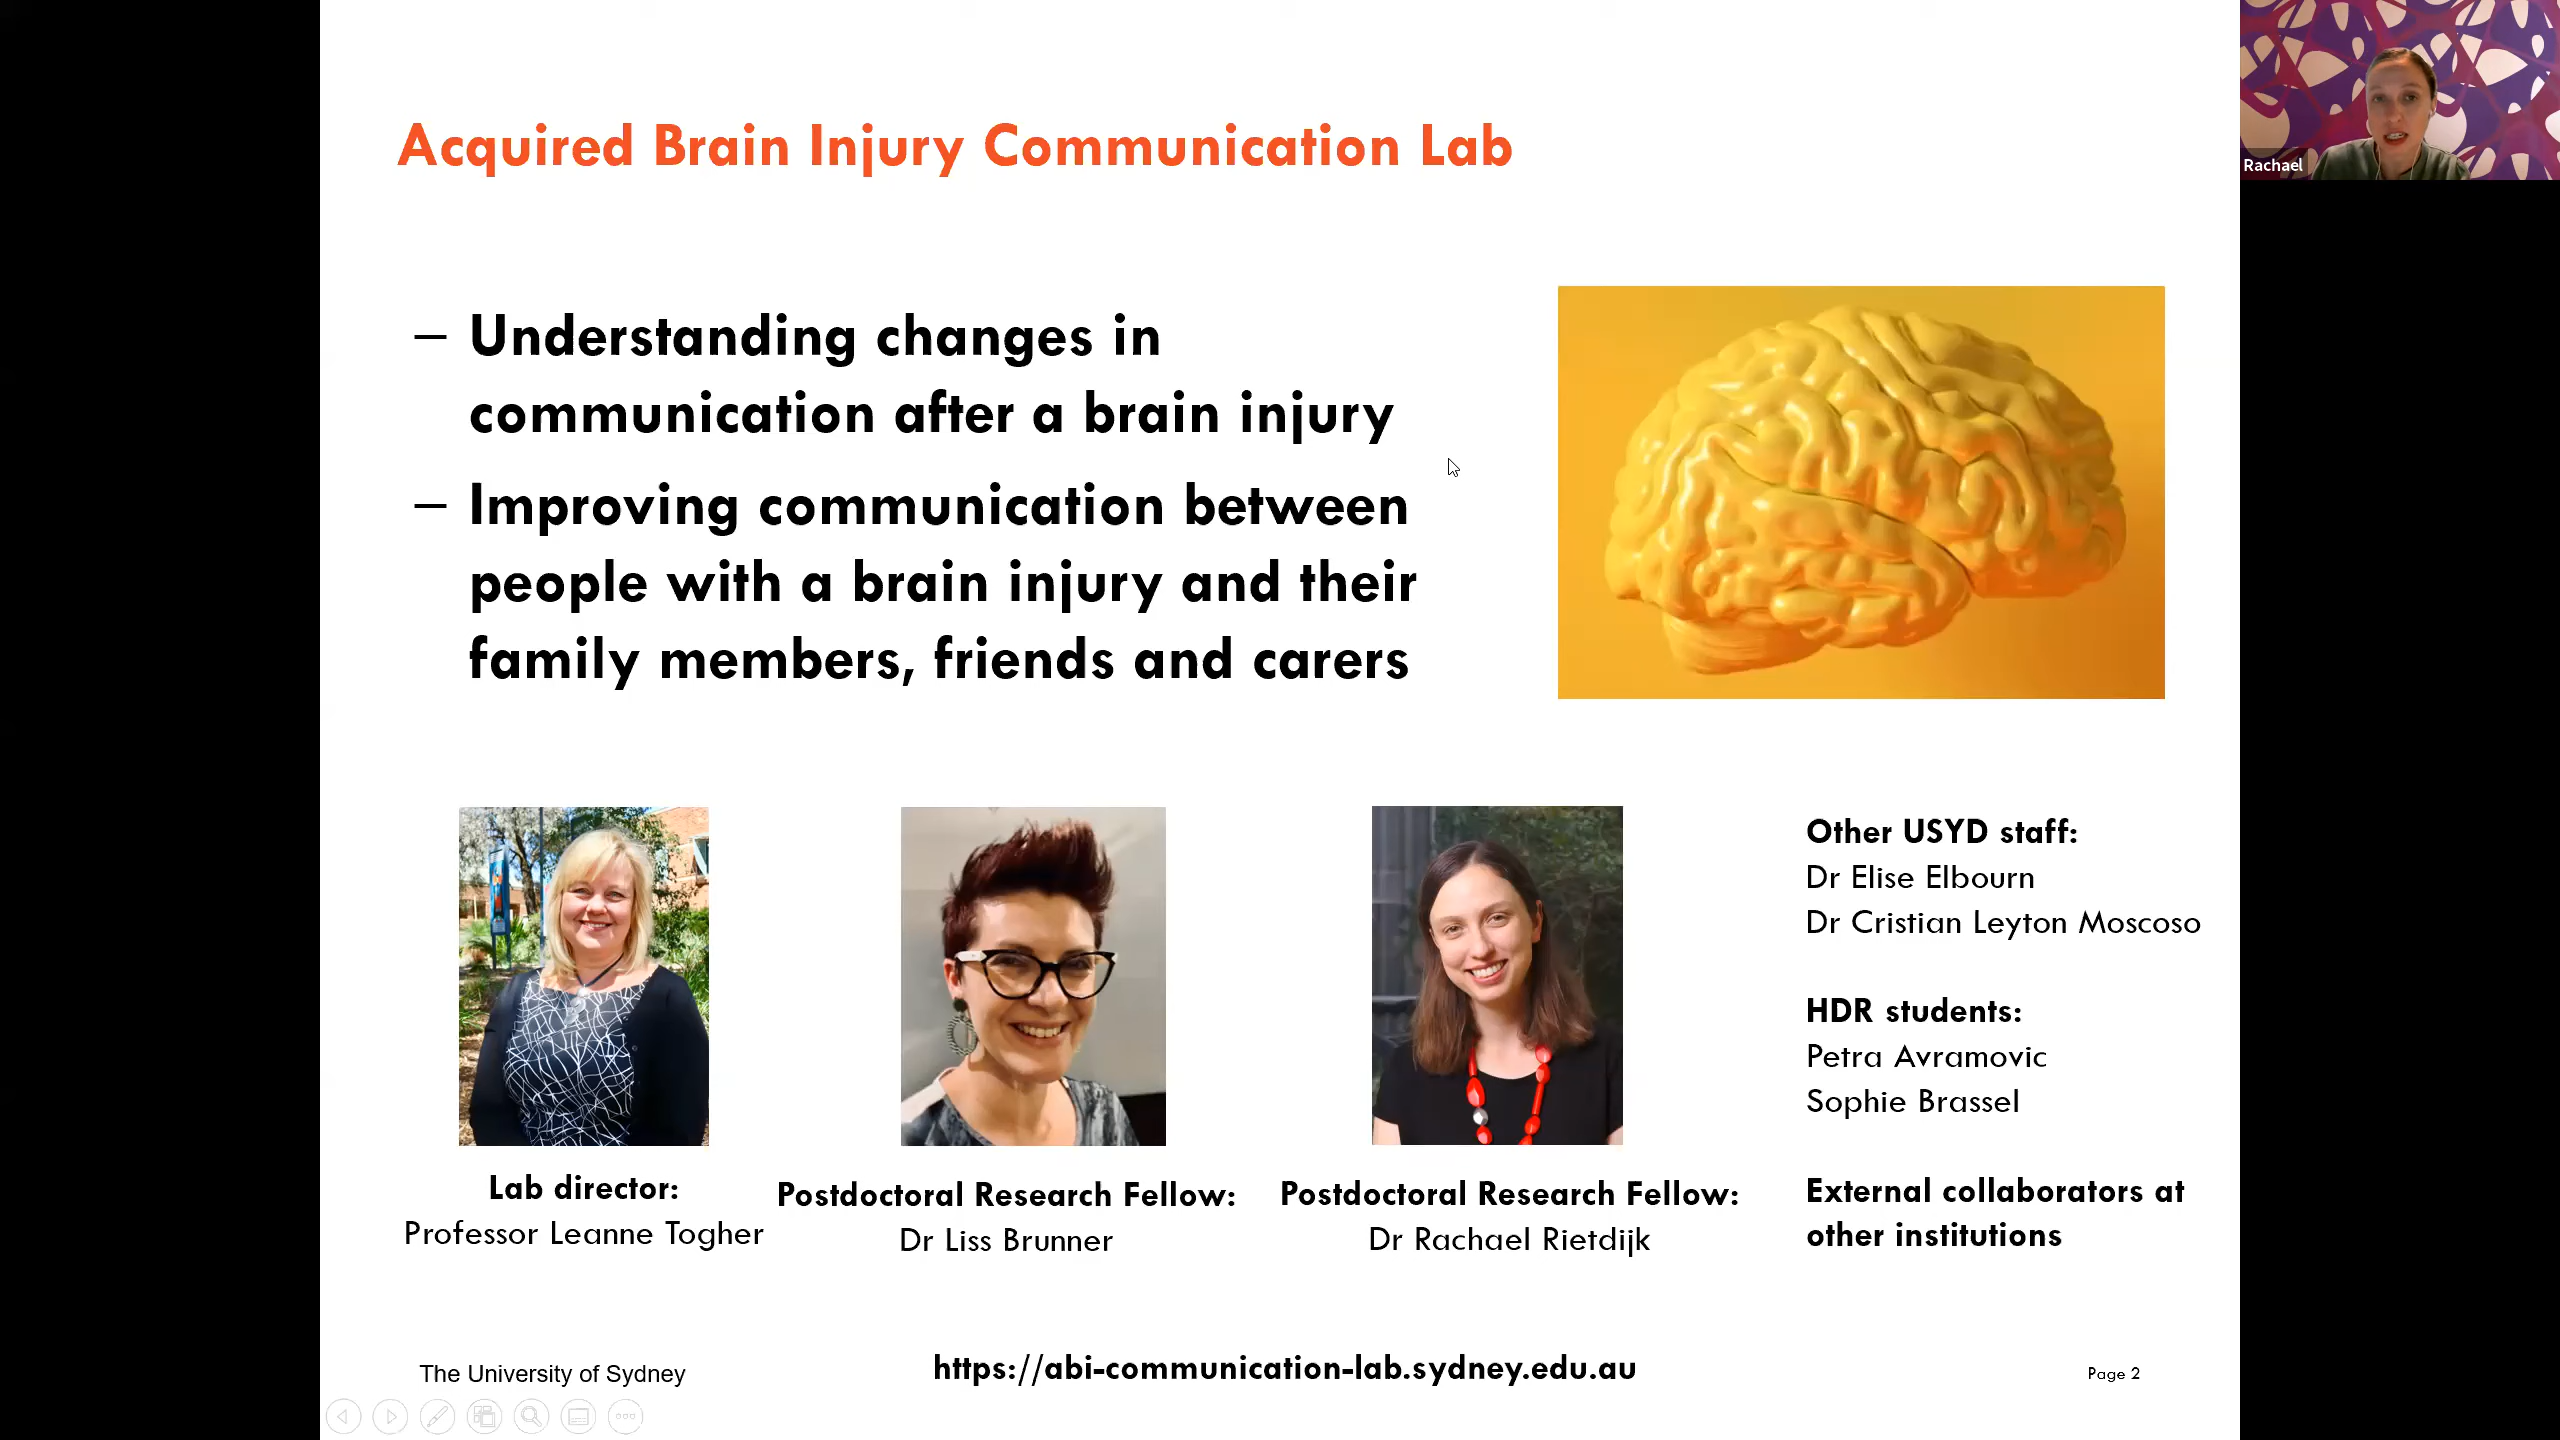 Acquired Brain Injury Communication Lab
– Understanding changes in
communication after a brain injury
– Improving communication between
people with a brain injury and their
family members, friends and carers
Lab director:
Professor Leanne Togher
Postdoctoral Research Fellow:
Dr Liss Brunner
Postdoctoral Research Fellow:
Dr Rachael Rietdijk
Other USYD staff:
Dr Elise Elbourn
Dr Cristian Leyton Moscoso
HDR students:
Petra Avramovic
Sophie Brassel
External collaborators at
other institutions
The University of Sydney
https://abi-communication-lab.sydney.edu.au
Page 2
Rachael